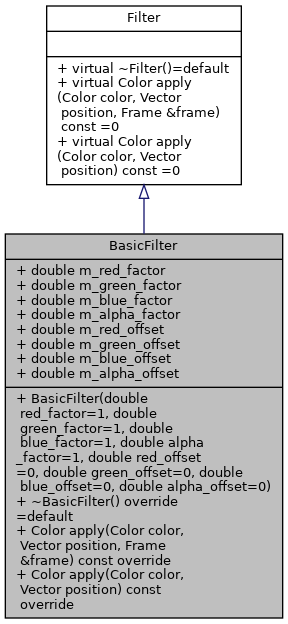 Filter
+ virtual ~Filter()=default
+ virtual Color apply
(Color color, Vector
position, Frame &frame)
const =0
+ virtual Color apply
(Color color, Vector
position) const =0
BasicFilter
+ double m_red_factor
+ double m_green_factor
+ double m_blue_factor
+ double m_alpha_factor
+ double m_red_offset
+ double m_green_offset
+ double m_blue_offset
+ double m_alpha_offset
+ BasicFilter(double
red_factor=1, double
green_factor=1, double
blue_factor=1, double alpha
_factor=1, double red_offset
=0, double green_offset=0, double
blue_offset=0, double alpha_offset=0)
+ ~BasicFilter() override
=default
+ Color apply(Color color,
Vector position, Frame
&frame) const override
+ Color apply(Color color,
Vector position) const
override